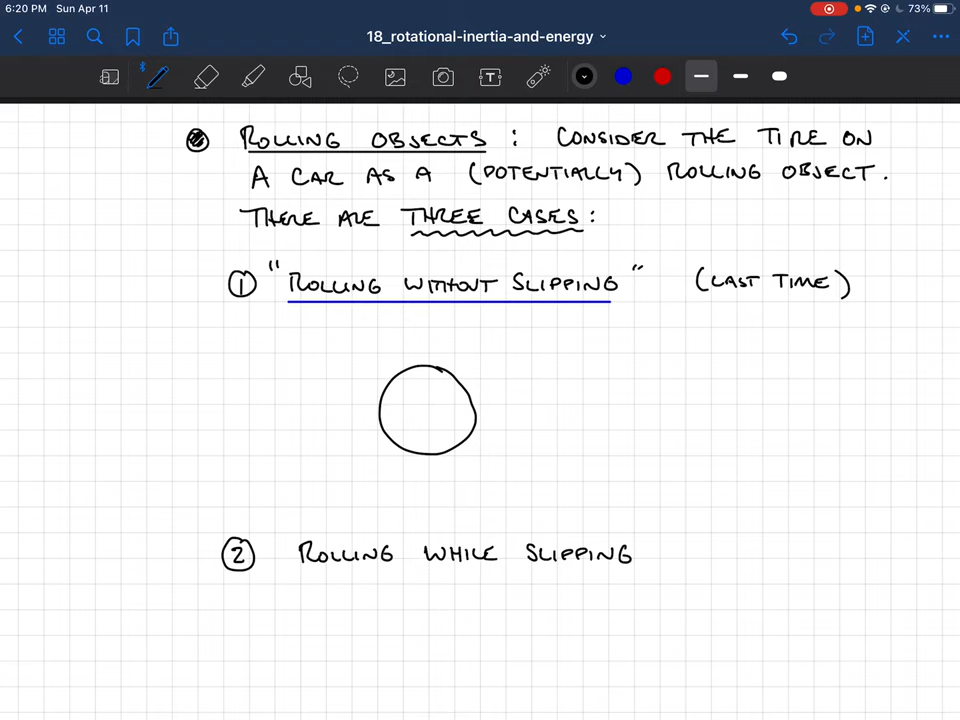 6:20 PM Sun Apr 11
73%
18_rotational-inertia-and-energy
T
ROLLING OBJECTS : CONSIDER THE TIRE ON
A CAR AS A (POTENTIALLY) ROLLING OBJECT.
THERE ARE THREE CASES:
① "ROLLING WITHOUT SLIPPING" (LAST TIME)
② ROLLING WHILE SLIPPING